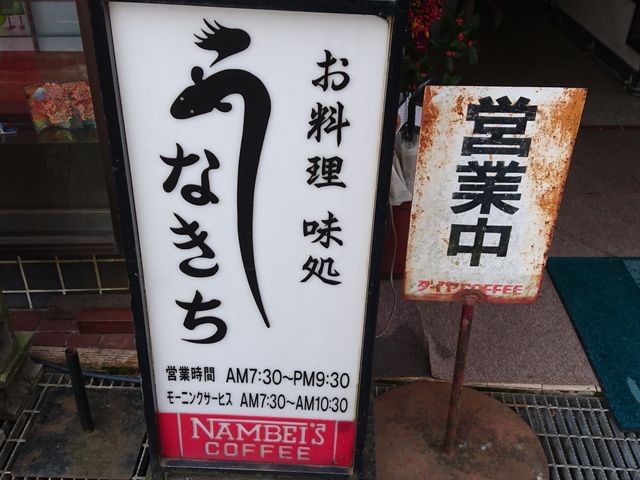 うなきち
お料理 味処
営業時間 AM7:30～PM9:30
モーニングサービス AM7:30～AM10:30
NAMBEI'S
COFFEE
営業中
ダイヤCOFFEE